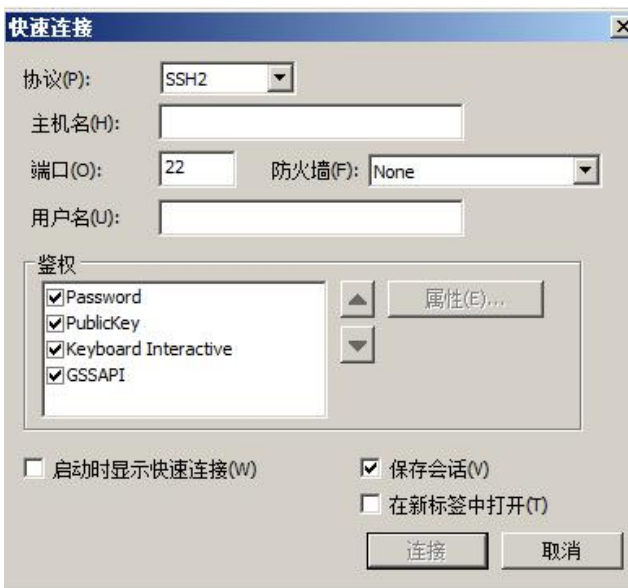 快速连接
协议(P): SSH2
主机名(H):
端口(O): 22 防火墙(F): None
用户名(U):
鉴权
Password
PublicKey
Keyboard Interactive
GSSAPI
属性(E)...
启动时显示快速连接(W) 保存会话(V)
在新标签中打开(T)
连接 取消